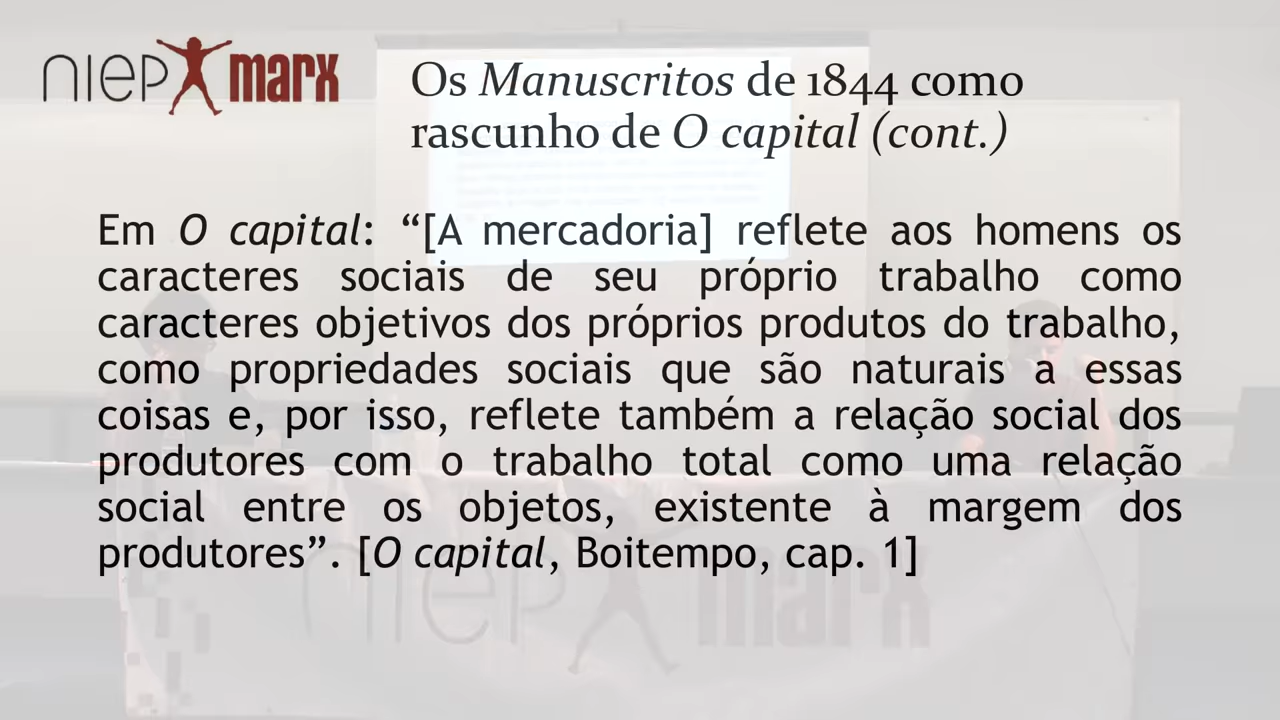 NIEP marx
Os Manuscritos de 1844 como
rascunho de O capital (cont.)
Em O capital: “[A mercadoria] reflete aos homens os
caracteres sociais de seu próprio trabalho como
caracteres objetivos dos próprios produtos do trabalho,
como propriedades sociais que são naturais a essas
coisas e, por isso, reflete também a relação social dos
produtores com o trabalho total como uma relação
social entre os objetos, existente à margem dos
produtores”. [O capital, Boitempo, cap. 1]
NIEP marx